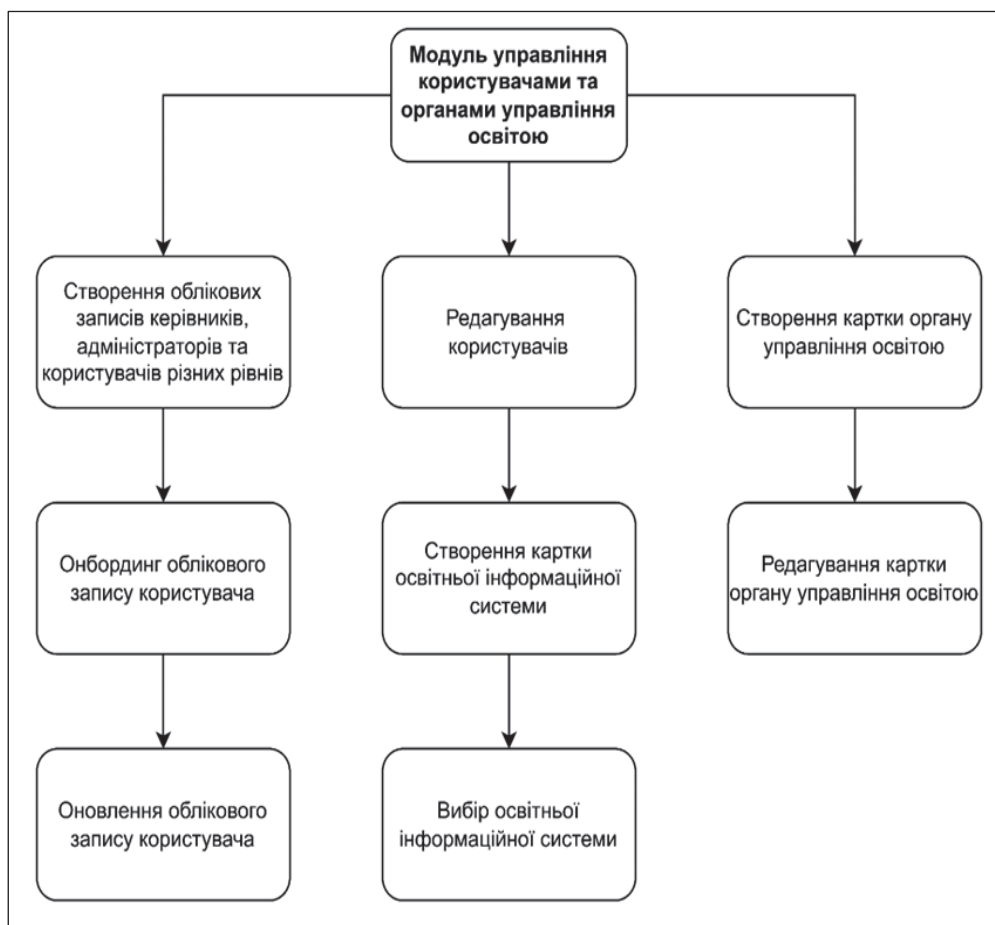 Модуль управління
користувачами та
органами управління
освітою
Створення облікових
записів керівників,
адміністраторів та
користувачів різних рівнів
Редагування
користувачів
Створення картки органу
управління освітою
Онбординг облікового
запису користувача
Створення картки
освітньої інформаційної
системи
Редагування картки
органу управління освітою
Оновлення облікового
запису користувача
Вибір освітньої
інформаційної системи